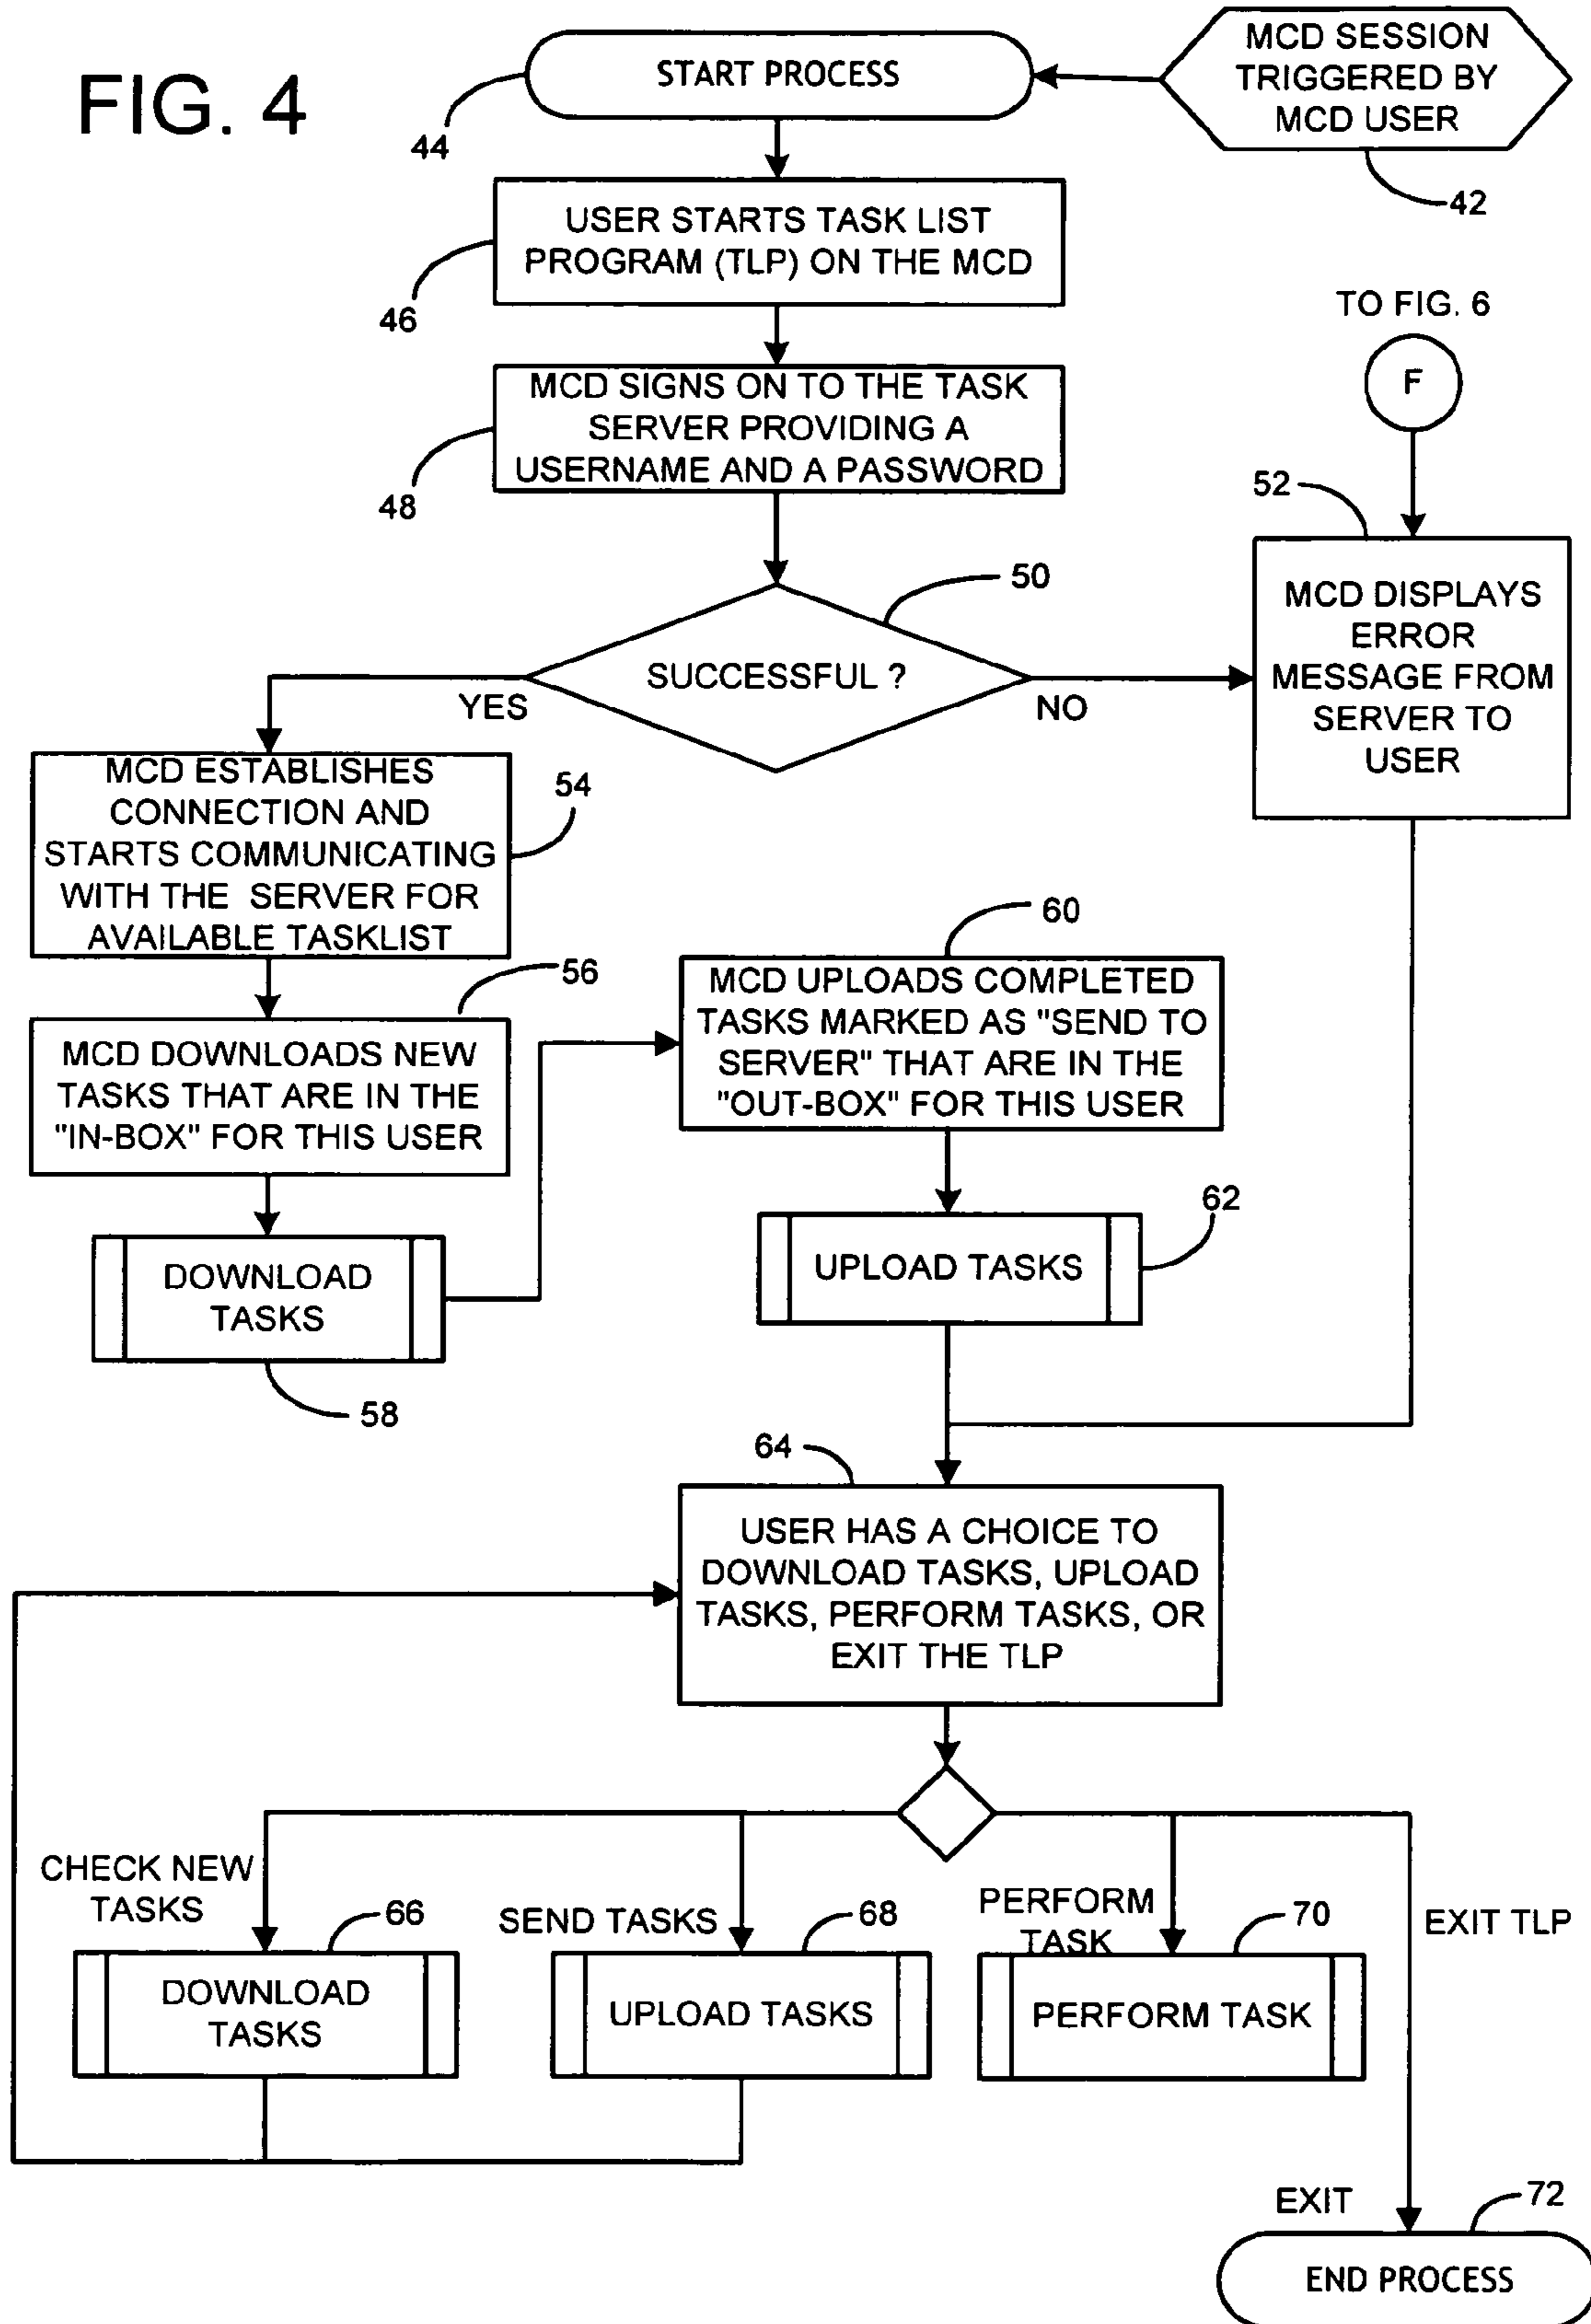 FIG. 4
START PROCESS
44
MCD SESSION
TRIGGERED BY
MCD USER
42
USER STARTS TASK LIST
PROGRAM (TLP) ON THE MCD
46
TO FIG. 6
F
MCD SIGNS ON TO THE TASK
SERVER PROVIDING A
USERNAME AND A PASSWORD
48
52
50
SUCCESSFUL ?
YES
NO
MCD DISPLAYS
ERROR
MESSAGE FROM
SERVER TO
USER
MCD ESTABLISHES
CONNECTION AND
STARTS COMMUNICATING
WITH THE SERVER FOR
AVAILABLE TASKLIST
54
56
MCD DOWNLOADS NEW
TASKS THAT ARE IN THE
"IN-BOX" FOR THIS USER
60
MCD UPLOADS COMPLETED
TASKS MARKED AS "SEND TO
SERVER" THAT ARE IN THE
"OUT-BOX" FOR THIS USER
DOWNLOAD
TASKS
58
62
UPLOAD TASKS
64
USER HAS A CHOICE TO
DOWNLOAD TASKS, UPLOAD
TASKS, PERFORM TASKS, OR
EXIT THE TLP
CHECK NEW
TASKS
66
DOWNLOAD
TASKS
SEND TASKS
68
UPLOAD TASKS
PERFORM
TASK
70
PERFORM TASK
EXIT TLP
EXIT
72
END PROCESS